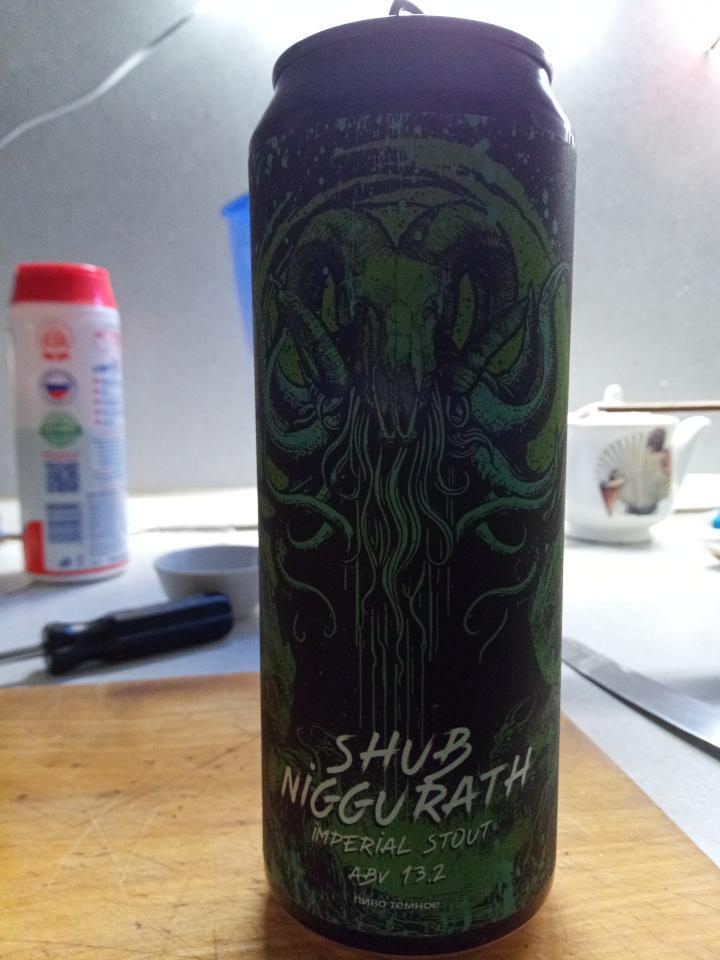 SHUB
NIGGURATH
IMPERIAL STOUT
ABV 13.2
пиво темное